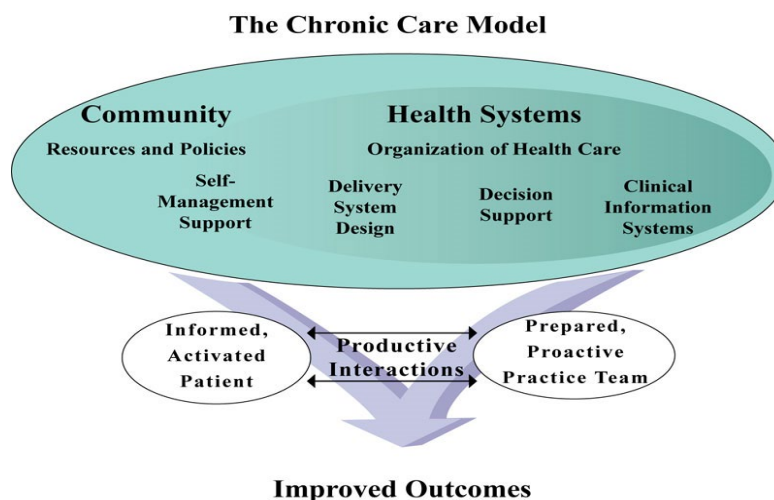 The Chronic Care Model
Community
Resources and Policies
Health Systems
Organization of Health Care
Self-
Management
Support
Delivery
System
Design
Decision
Support
Clinical
Information
Systems
Informed,
Activated
Patient
Productive
Interactions
Prepared,
Proactive
Practice Team
Improved Outcomes